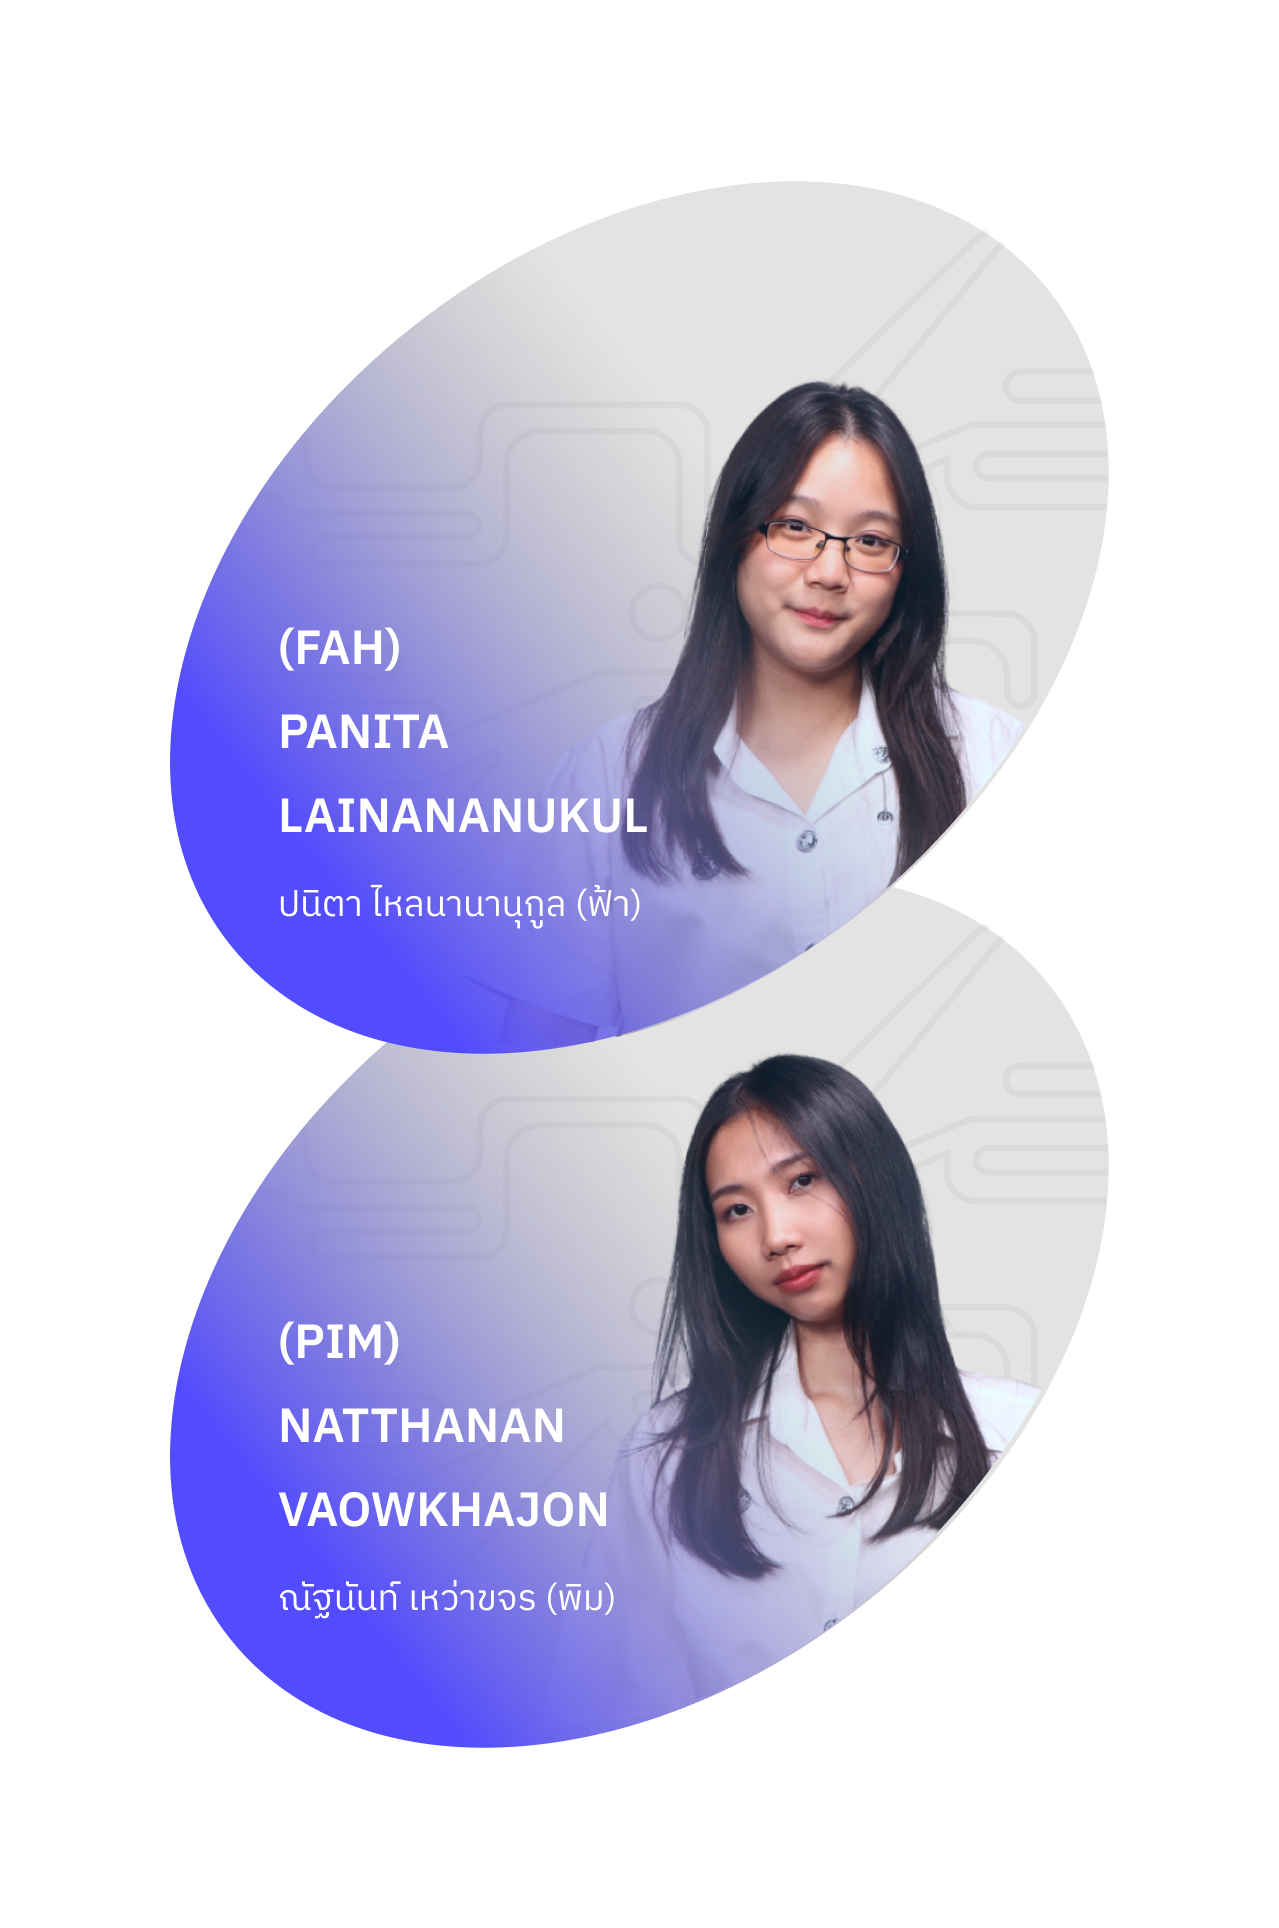 (FAH)
PANITA
LAINANANUKUL
ปนิตา ไหลนานานุกูล (ฟ้า)
(PIM)
NATTHANAN
VAOWKHAJON
ณัฐนันท์ เหว่าขจร (พิม)